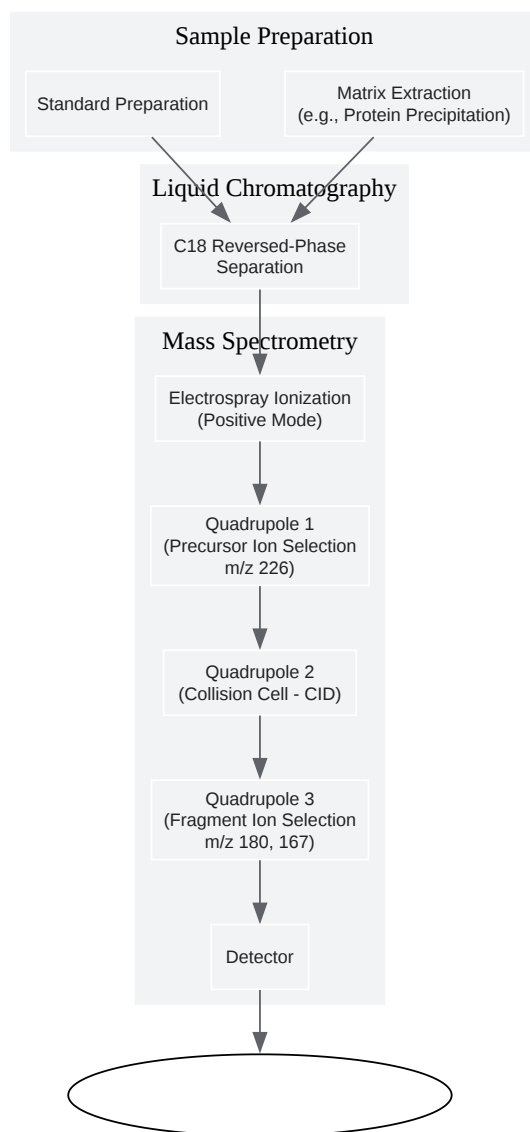 Sample Preparation
Standard Preparation
Matrix Extraction
(e.g., Protein Precipitation)
Liquid Chromatography
C18 Reversed-Phase
Separation
Mass Spectrometry
Electrospray Ionization
(Positive Mode)
Quadrupole 1
(Precursor Ion Selection
m/z 226)
Quadrupole 2
(Collision Cell - CID)
Quadrupole 3
(Fragment Ion Selection
m/z 180, 167)
Detector